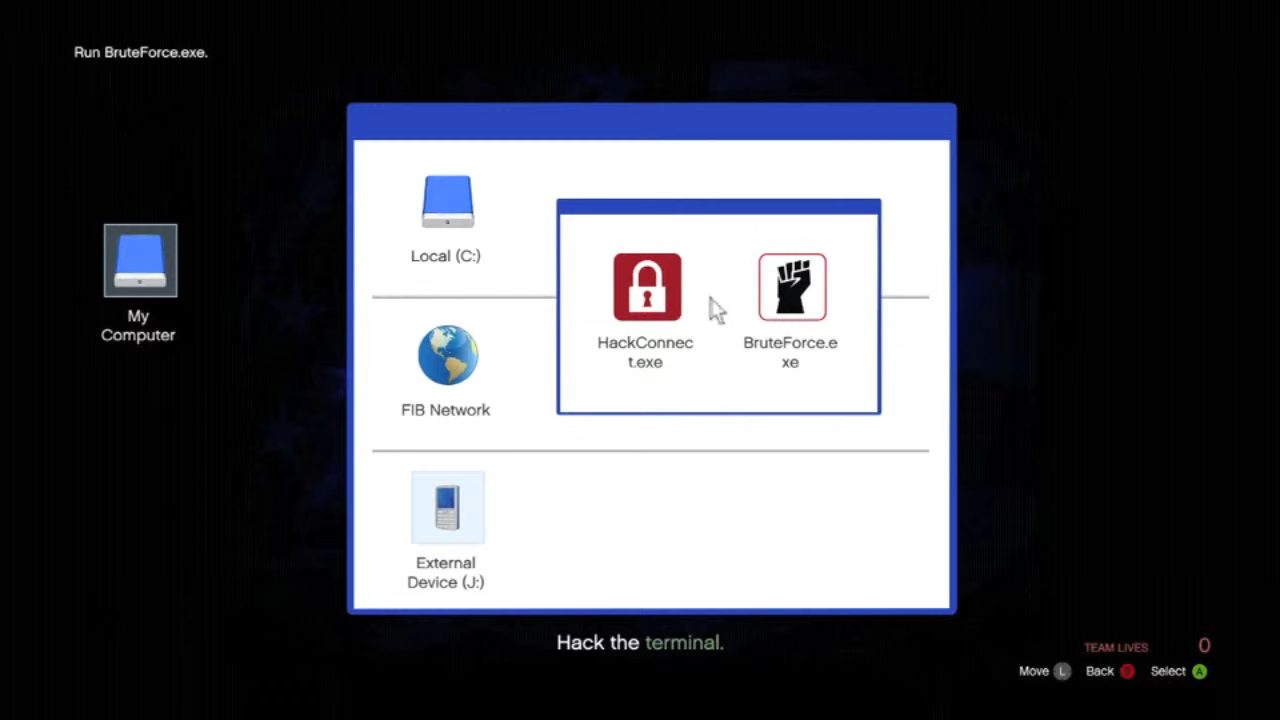 Run BruteForce.exe.
Local (C:)
HackConnec
t.exe
BruteForce.e
xe
My
Computer
FIB Network
External
Device (J:)
Hack the terminal.
TEAM LIVES 0
Move L Back B Select A